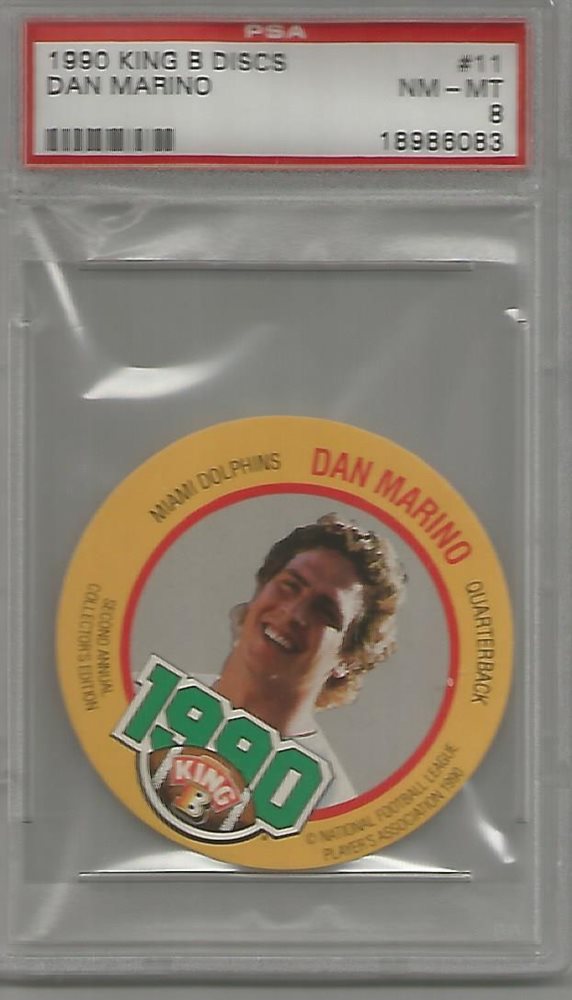 PSA
1990 KING B DISCS
#11
DAN MARINO
NM-MT
8
18986083
MIAMI DOLPHINS
DAN MARINO
QUARTERBACK
SECOND ANNUAL
COLLECTOR'S EDITION
1990
KING
B
© NATIONAL FOOTBALL LEAGUE
PLAYER'S ASSOCIATION 1990